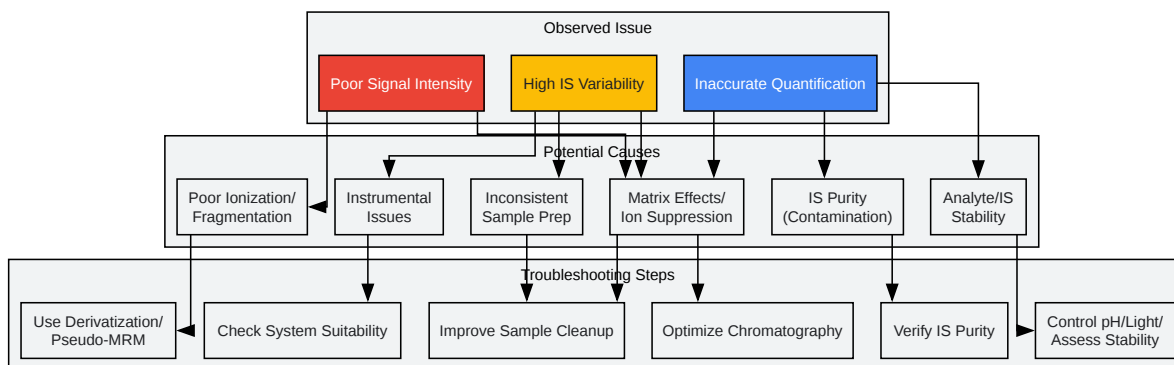 Observed Issue
Poor Signal Intensity
High IS Variability
Inaccurate Quantification
Potential Causes
Poor Ionization/
Fragmentation
Instrumental
Issues
Inconsistent
Sample Prep
Matrix Effects/
Ion Suppression
IS Purity
(Contamination)
Analyte/IS
Stability
Troubleshooting Steps
Use Derivatization/
Pseudo-MRM
Check System Suitability
Improve Sample Cleanup
Optimize Chromatography
Verify IS Purity
Control pH/Light/
Assess Stability